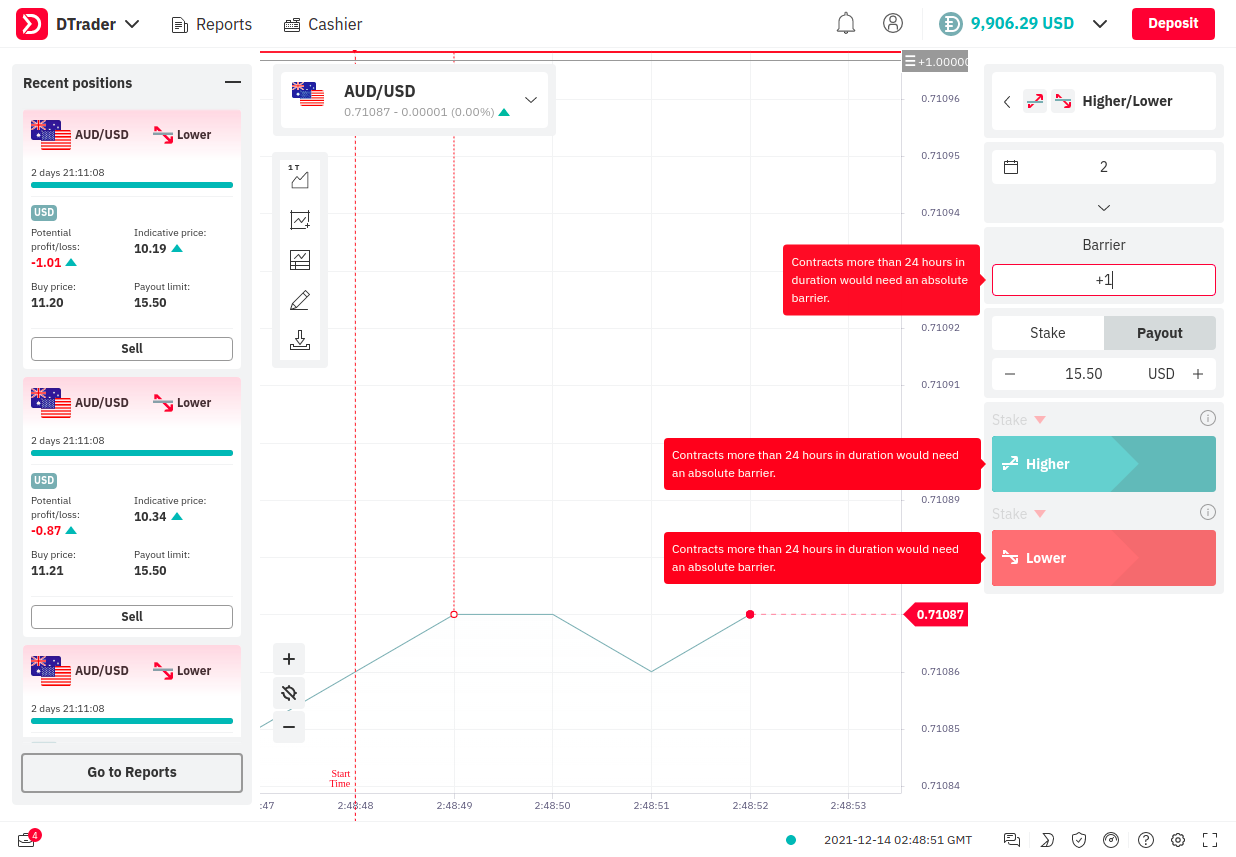 DTrader
Reports
Cashier
9,906.29 USD
Deposit
Recent positions
AUD/USD
Lower
2 days 21:11:08
USD
Potential profit/loss:
-1.01
Indicative price:
10.19
Buy price:
11.20
Payout limit:
15.50
Sell
AUD/USD
Lower
2 days 21:11:08
USD
Potential profit/loss:
-0.87
Indicative price:
10.34
Buy price:
11.21
Payout limit:
15.50
Sell
AUD/USD
Lower
2 days 21:11:08
Go to Reports
4
AUD/USD
0.71087 - 0.00001 (0.00%)
1 T
Start
Time
:47
2:48:48
2:48:49
2:48:50
2:48:51
2:48:52
2:48:53
+1.00000
0.71096
0.71095
0.71094
0.71092
0.71091
0.71089
0.71087
0.71086
0.71085
0.71084
Higher/Lower
2
Barrier
+1
Contracts more than 24 hours in
duration would need an absolute
barrier.
Stake
Payout
15.50
USD
Stake
Higher
Contracts more than 24 hours in duration would need
an absolute barrier.
Stake
Lower
Contracts more than 24 hours in duration would need
an absolute barrier.
2021-12-14 02:48:51 GMT